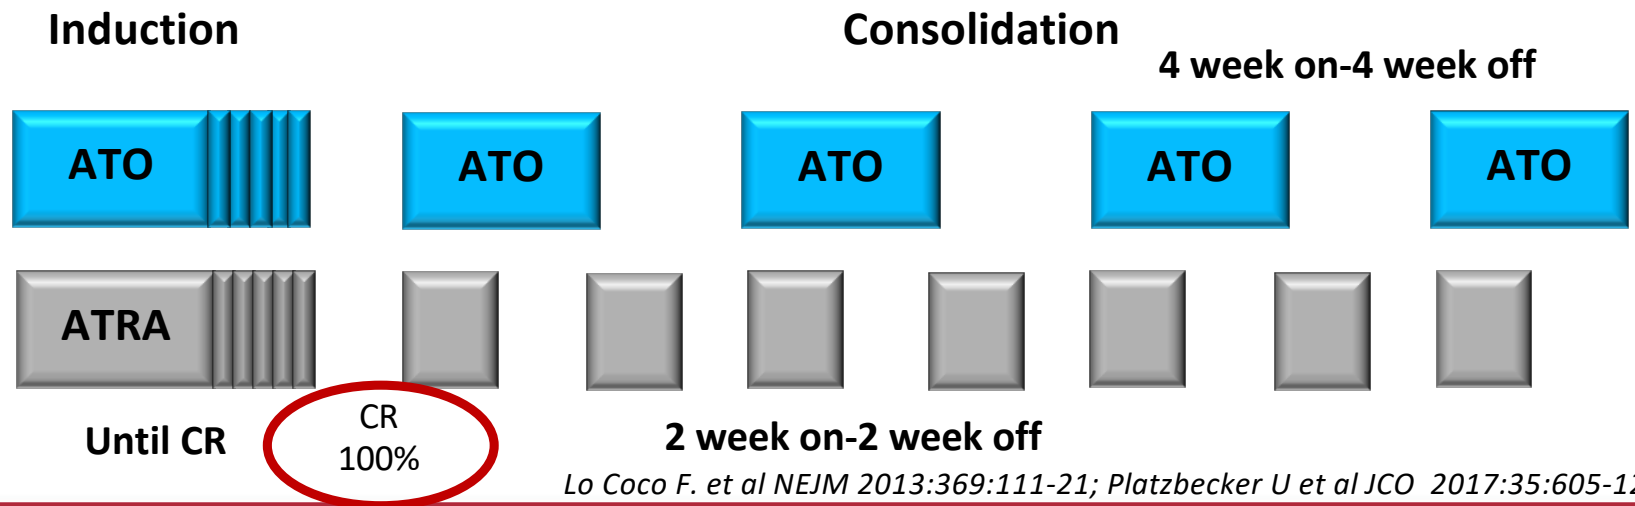 Induction
Consolidation
4 week on-4 week off
ATO
ATO
ATO
ATO
ATO
ATRA
Until CR
CR
100%
2 week on-2 week off
Lo Coco F. et al NEJM 2013:369:111-21; Platzbecker U et al JCO 2017:35:605-12